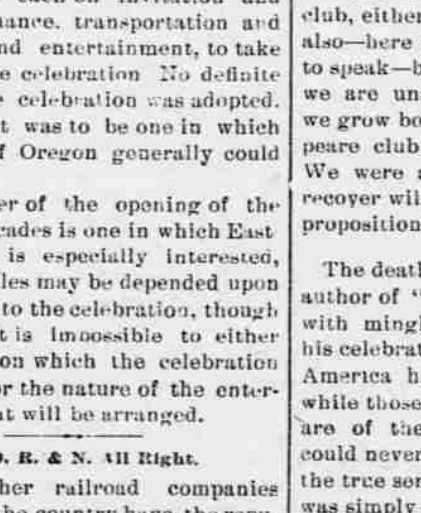 nance, transportation and
nd entertainment, to take
e celebration No definite
e celebration was adopted.
t was to be one in which
f Oregon generally could
er of the opening of the
cades is one in which East
is especially interested,
les may be depended upon
to the celebration, though
t is impossible to either
on which the celebration
or the nature of the enter-
nt will be arranged.
O. R. & N. All Right.
her railroad companies
club, either
also—here
to speak—b
we are un
we grow bo
peare club
We were a
recover wil
proposition
The death
author of "
with mingl
his celebrat
America h
while those
are of the
could never
the true sen
was simply